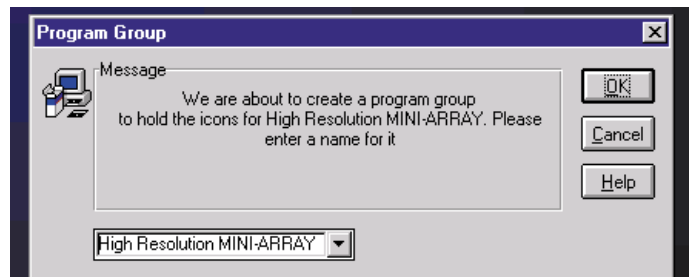 Program Group
Message
We are about to create a program group
to hold the icons for High Resolution MINI-ARRAY. Please
enter a name for it
OK
Cancel
Help
High Resolution MINI-ARRAY